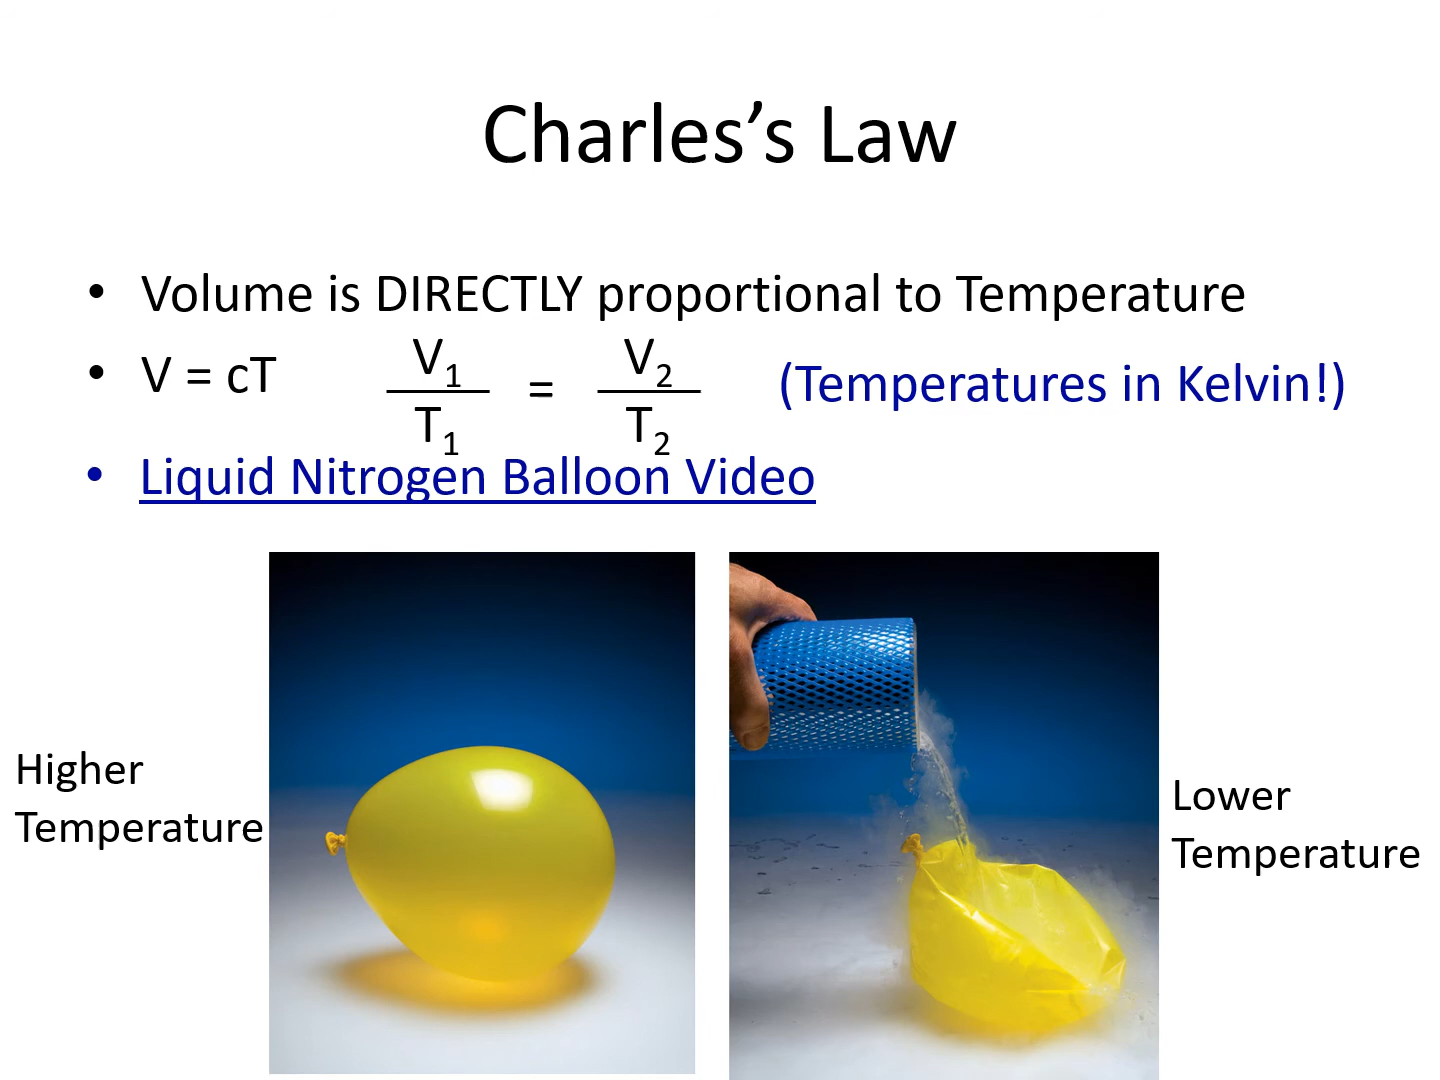 Charles’s Law
• Volume is DIRECTLY proportional to Temperature
• V = cT V₁/T₁ = V₂/T₂ (Temperatures in Kelvin!)
• Liquid Nitrogen Balloon Video
Higher
Temperature
Lower
Temperature